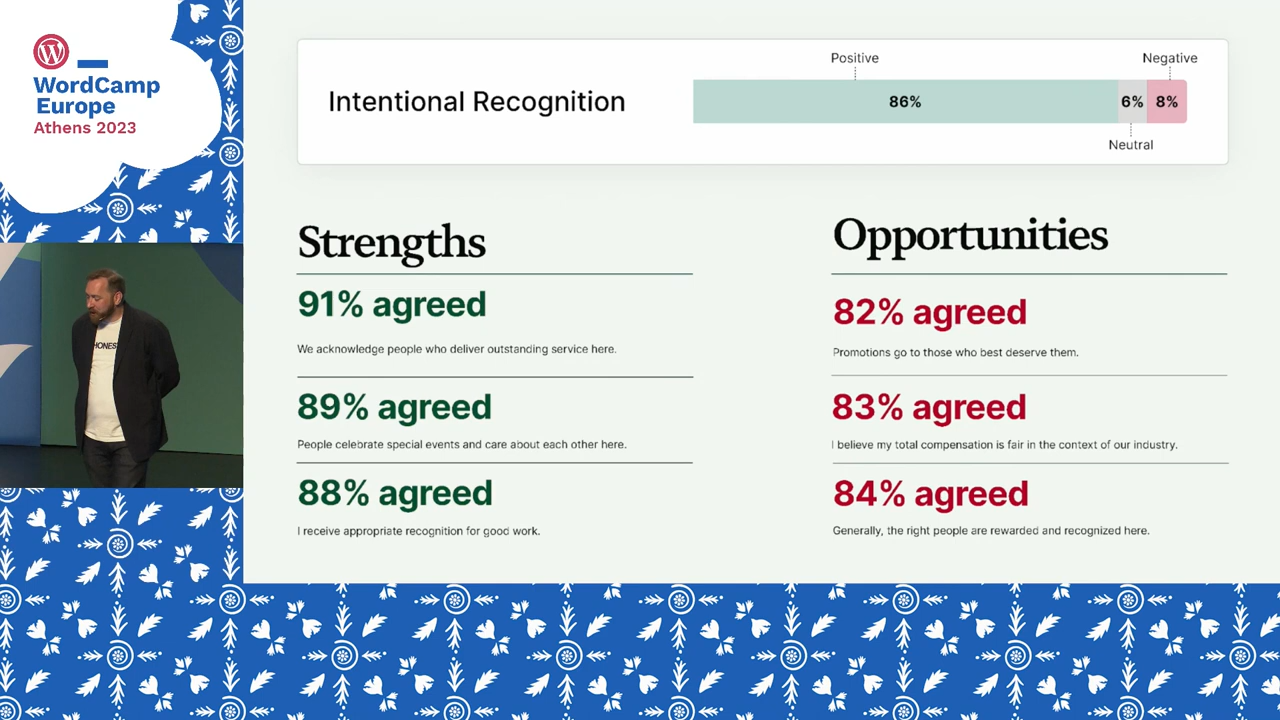 WordCamp
Europe
Athens 2023
Intentional Recognition
Positive
Negative
86%
6%
8%
Neutral
Strengths
91% agreed
We acknowledge people who deliver outstanding service here.
89% agreed
People celebrate special events and care about each other here.
88% agreed
I receive appropriate recognition for good work.
Opportunities
82% agreed
Promotions go to those who best deserve them.
83% agreed
I believe my total compensation is fair in the context of our industry.
84% agreed
Generally, the right people are rewarded and recognized here.
HONES